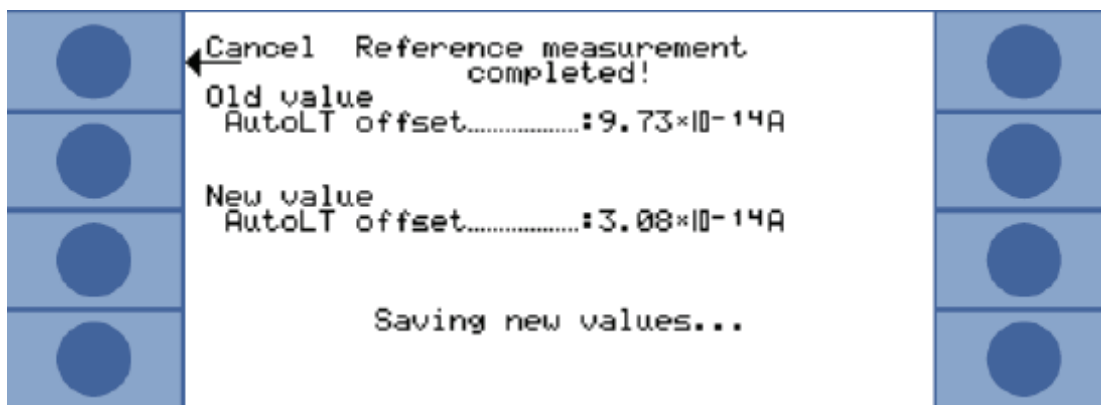 Cancel Reference measurement
completed!
Old value
AutoLT offset..................:9.73×10-14A
New value
AutoLT offset..................:3.08×10-14A
Saving new values...